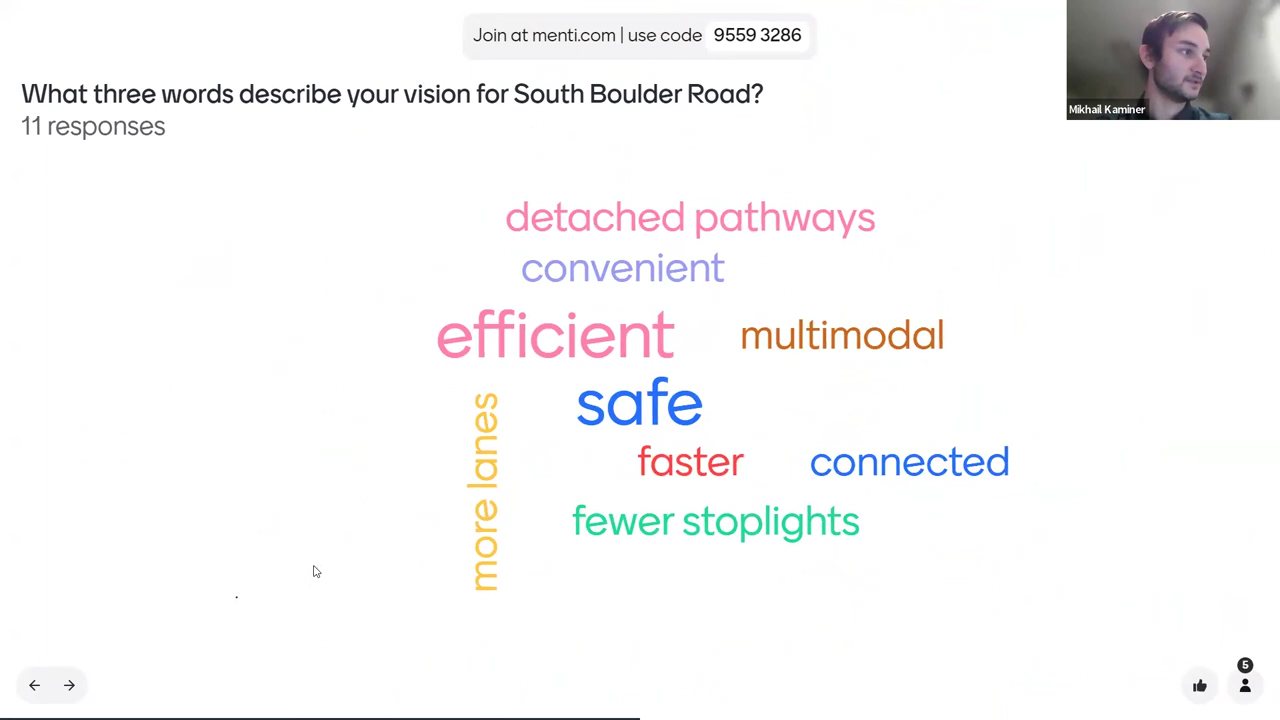 Join at menti.com | use code 9559 3286
Mikhail Kaminer
What three words describe your vision for South Boulder Road?
11 responses
detached pathways
convenient
efficient
multimodal
safe
more lanes
faster
connected
fewer stoplights
5